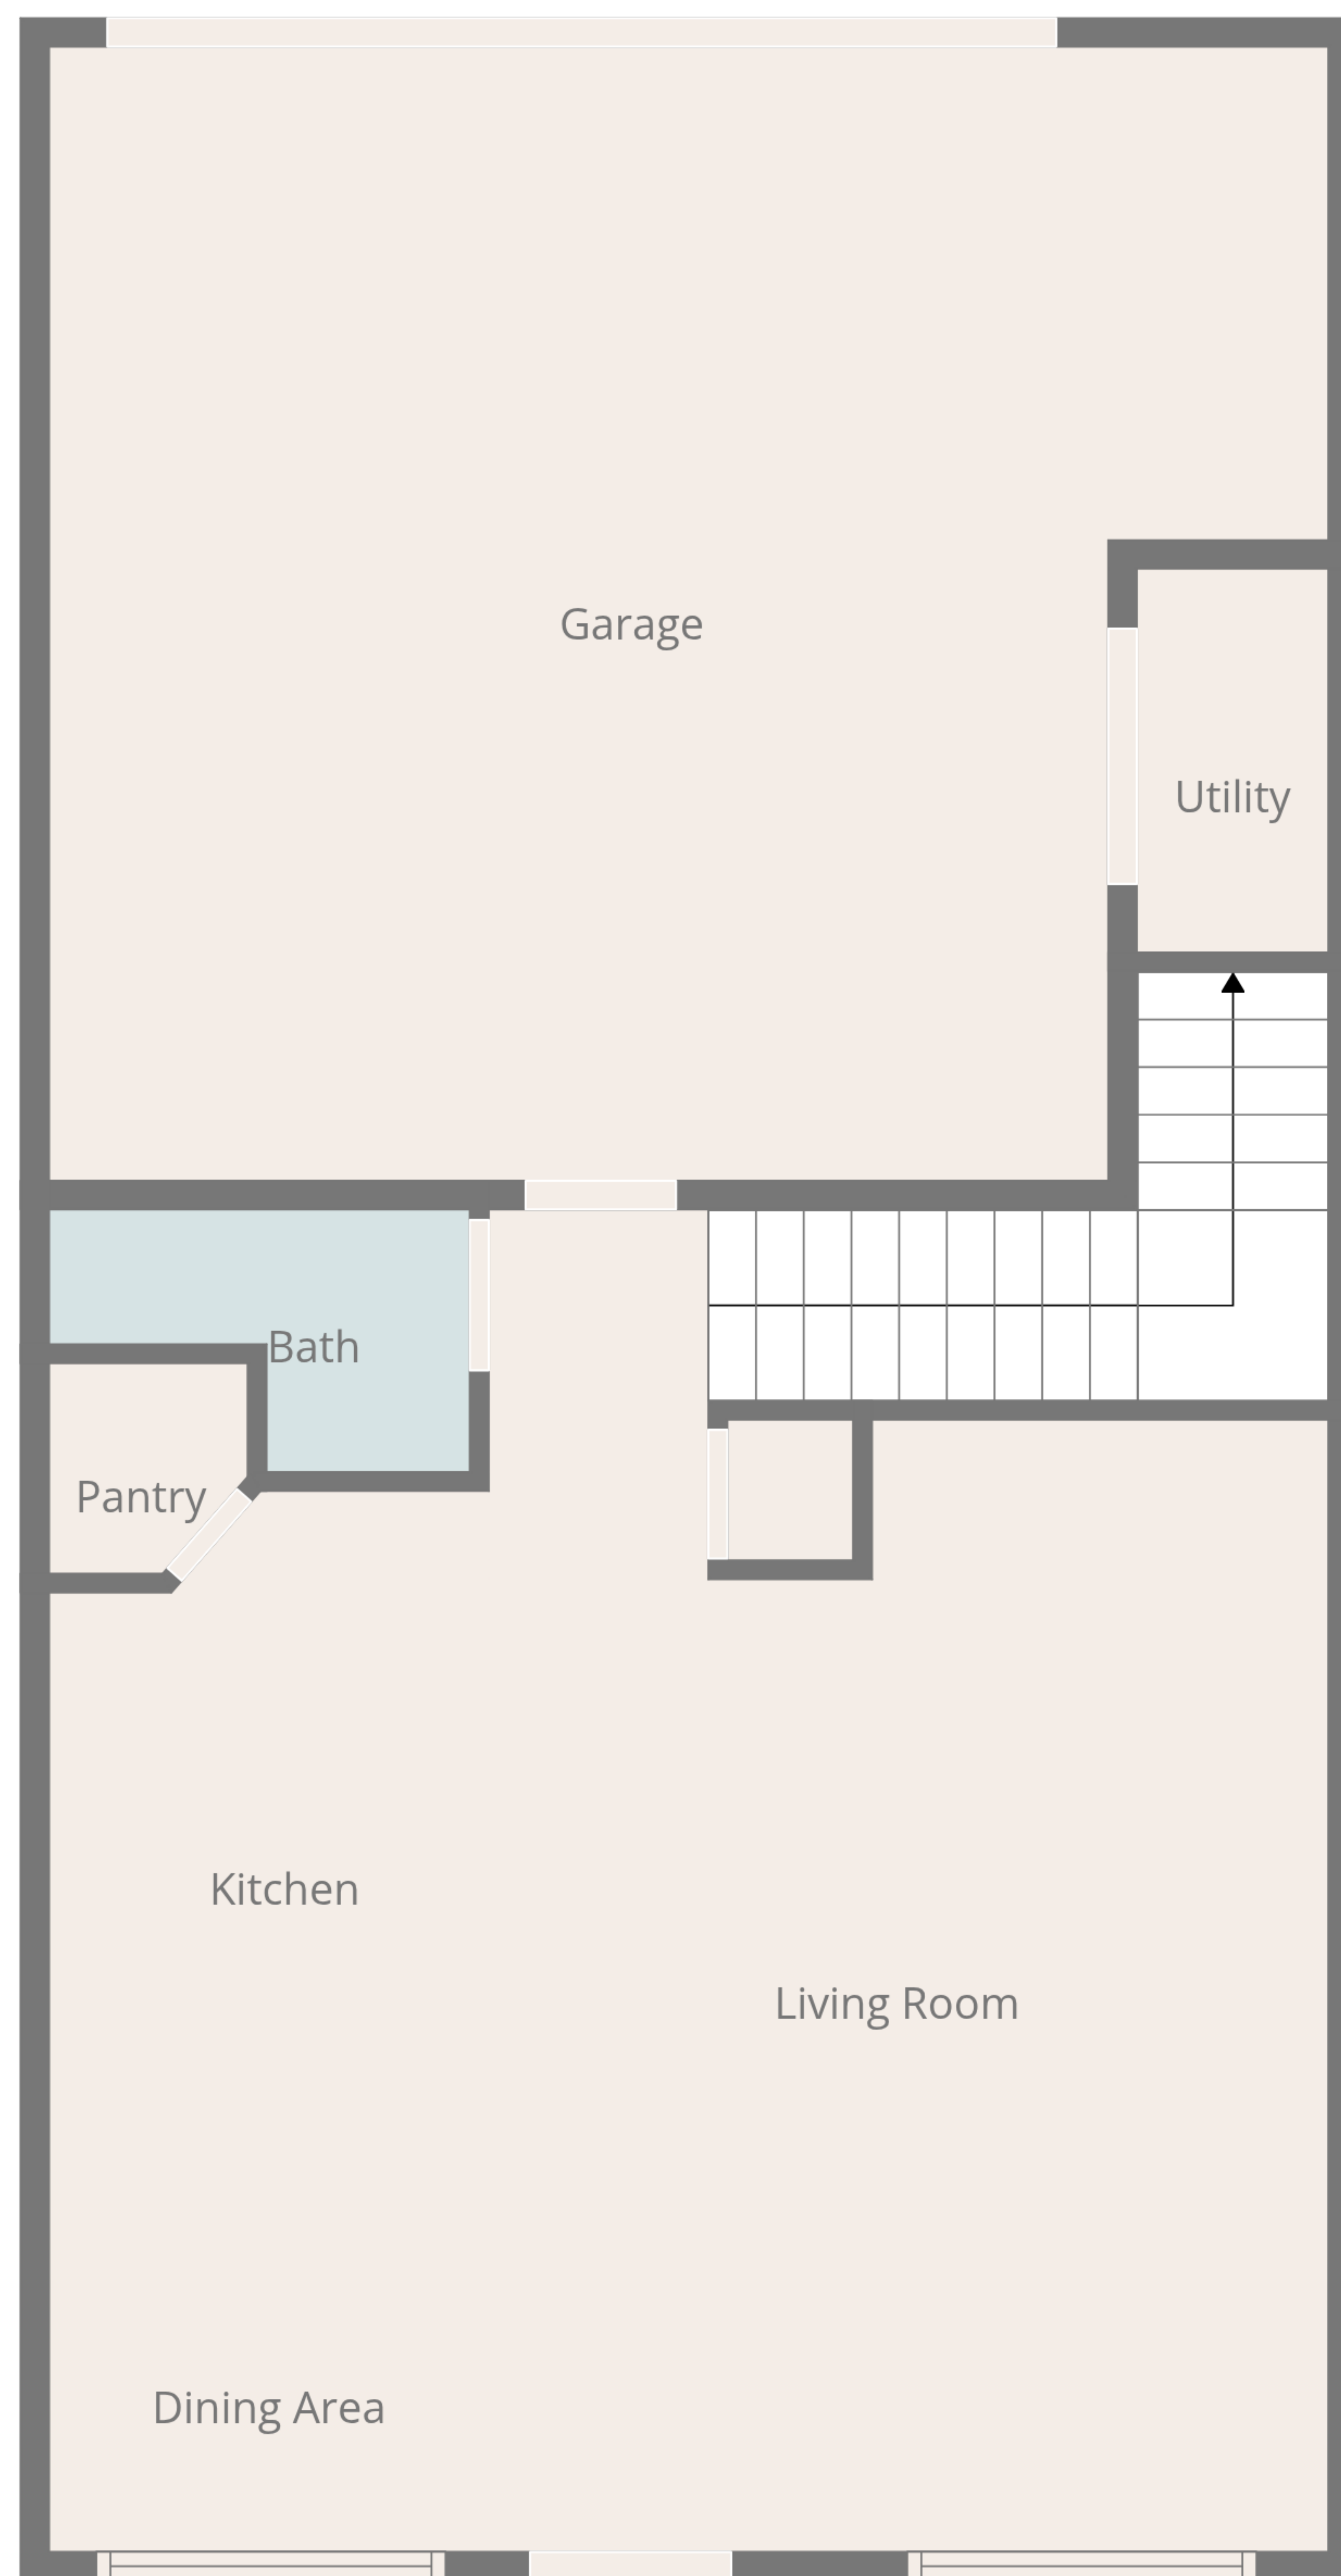 Garage
Utility
Bath
Pantry
Kitchen
Living Room
Dining Area